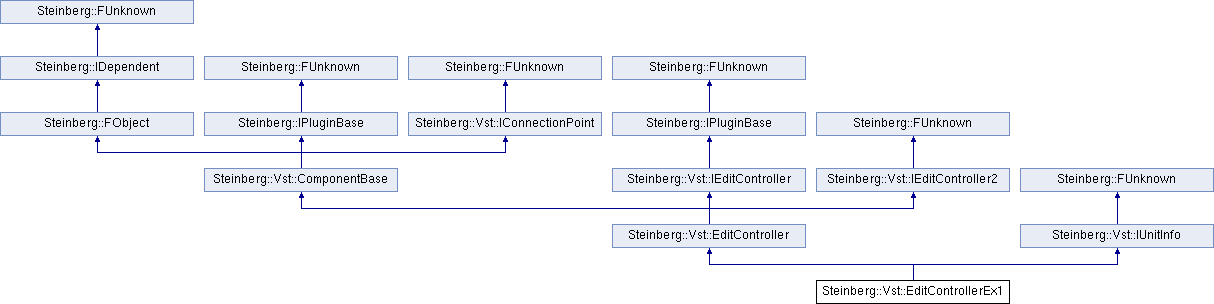 Steinberg::FUnknown
Steinberg::IDependent
Steinberg::FUnknown
Steinberg::FUnknown
Steinberg::FUnknown
Steinberg::FObject
Steinberg::IPluginBase
Steinberg::Vst::IConnectionPoint
Steinberg::IPluginBase
Steinberg::FUnknown
Steinberg::Vst::ComponentBase
Steinberg::Vst::IEditController
Steinberg::Vst::IEditController2
Steinberg::FUnknown
Steinberg::Vst::EditController
Steinberg::Vst::IUnitInfo
Steinberg::Vst::EditControllerEx1